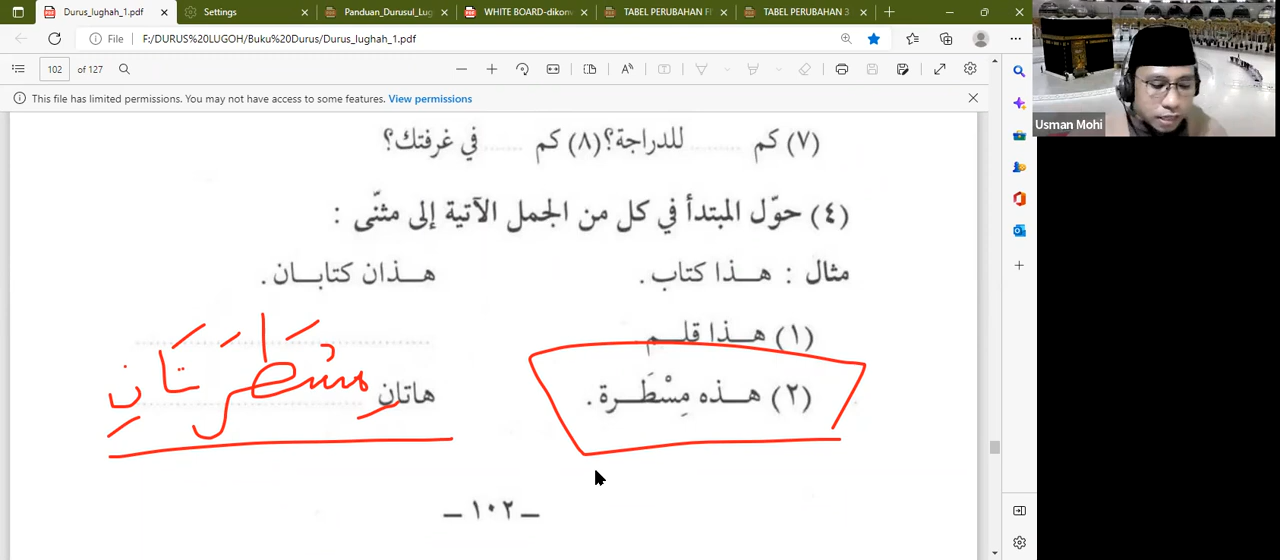 Durus_lughah_1.pdf
Settings
Panduan_Durusul_Lug
WHITE BOARD-dikonv
TABEL PERUBAHAN FI
TABEL PERUBAHAN 3
File F:/DURUS%20LUGOH/Buku%20Durus/Durus_lughah_1.pdf
102 of 127
This file has limited permissions. You may not have access to some features. View permissions
Usman Mohi
(٧) كم ........ للدراجة؟ (٨) كم ...... في غرفتك؟
(٤) حوّل المبتدأ في كل من الجمل الآتية إلى مثنّى :
مثال : هـذا كتاب . هـذان كتابـان .
(١) هـذا قلـم .
(٢) هـذه مِسْطَـرة . هاتانِ مِسْطَرَتَانِ
– ١٠٢ –